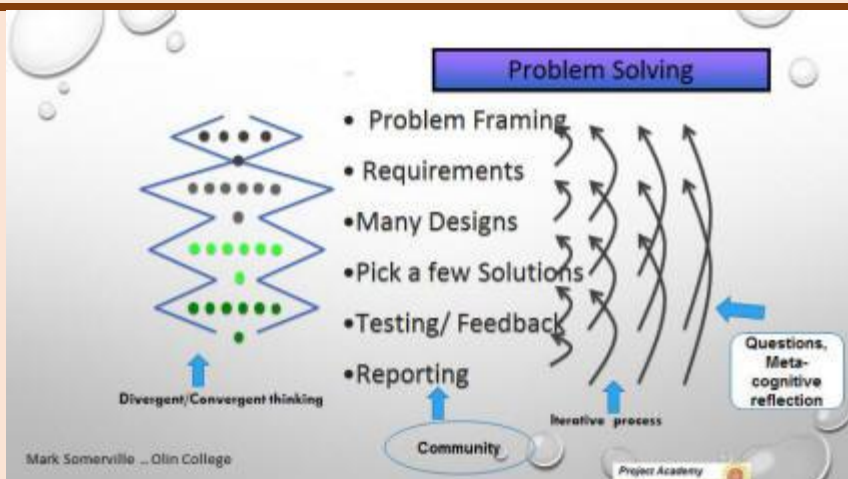 Problem Solving
• Problem Framing
• Requirements
•Many Designs
•Pick a few Solutions
•Testing/ Feedback
•Reporting
Divergent/Convergent thinking
Community
Iterative process
Questions,
Meta-
cognitive
reflection
Mark Somerville ... Olin College
Project Academy